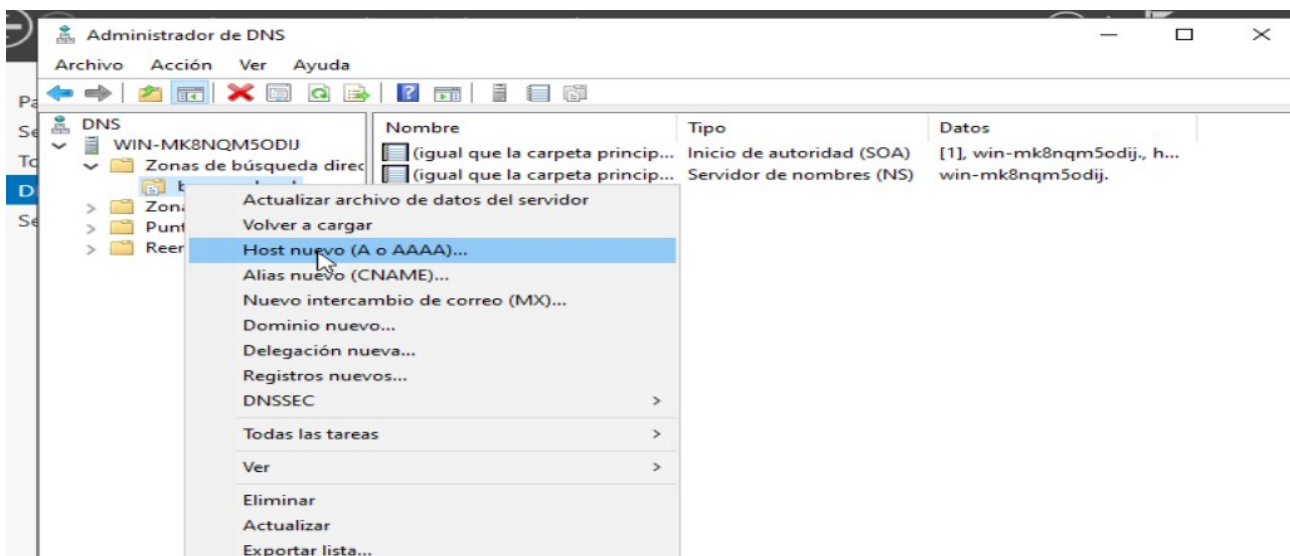 Administrador de DNS
Archivo Acción Ver Ayuda
DNS
WIN-MK8NQM5ODIJ
Zonas de búsqueda direc
Nombre Tipo Datos
(igual que la carpeta princip... Inicio de autoridad (SOA) [1], win-mk8nqm5odij., h...
(igual que la carpeta princip... Servidor de nombres (NS) win-mk8nqm5odij.
Actualizar archivo de datos del servidor
Volver a cargar
Host nuevo (A o AAAA)...
Alias nuevo (CNAME)...
Nuevo intercambio de correo (MX)...
Dominio nuevo...
Delegación nueva...
Registros nuevos...
DNSSEC
Todas las tareas
Ver
Eliminar
Actualizar
Exportar lista...